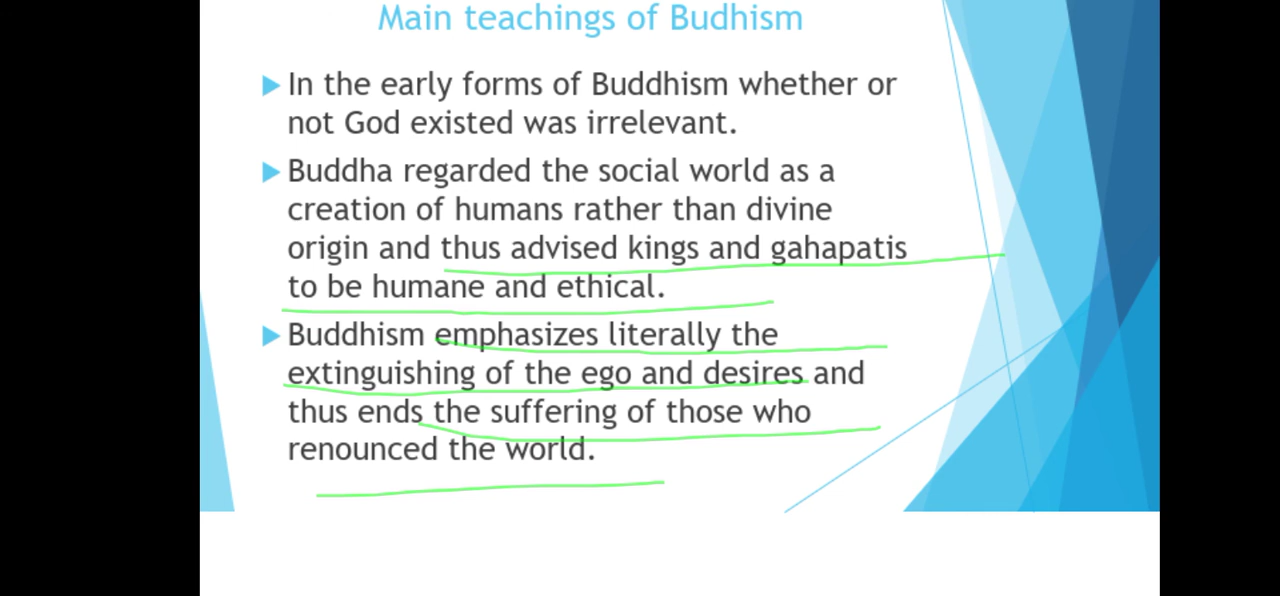 Main teachings of Budhism
In the early forms of Buddhism whether or
not God existed was irrelevant.
Buddha regarded the social world as a
creation of humans rather than divine
origin and thus advised kings and gahapatis
to be humane and ethical.
Buddhism emphasizes literally the
extinguishing of the ego and desires and
thus ends the suffering of those who
renounced the world.